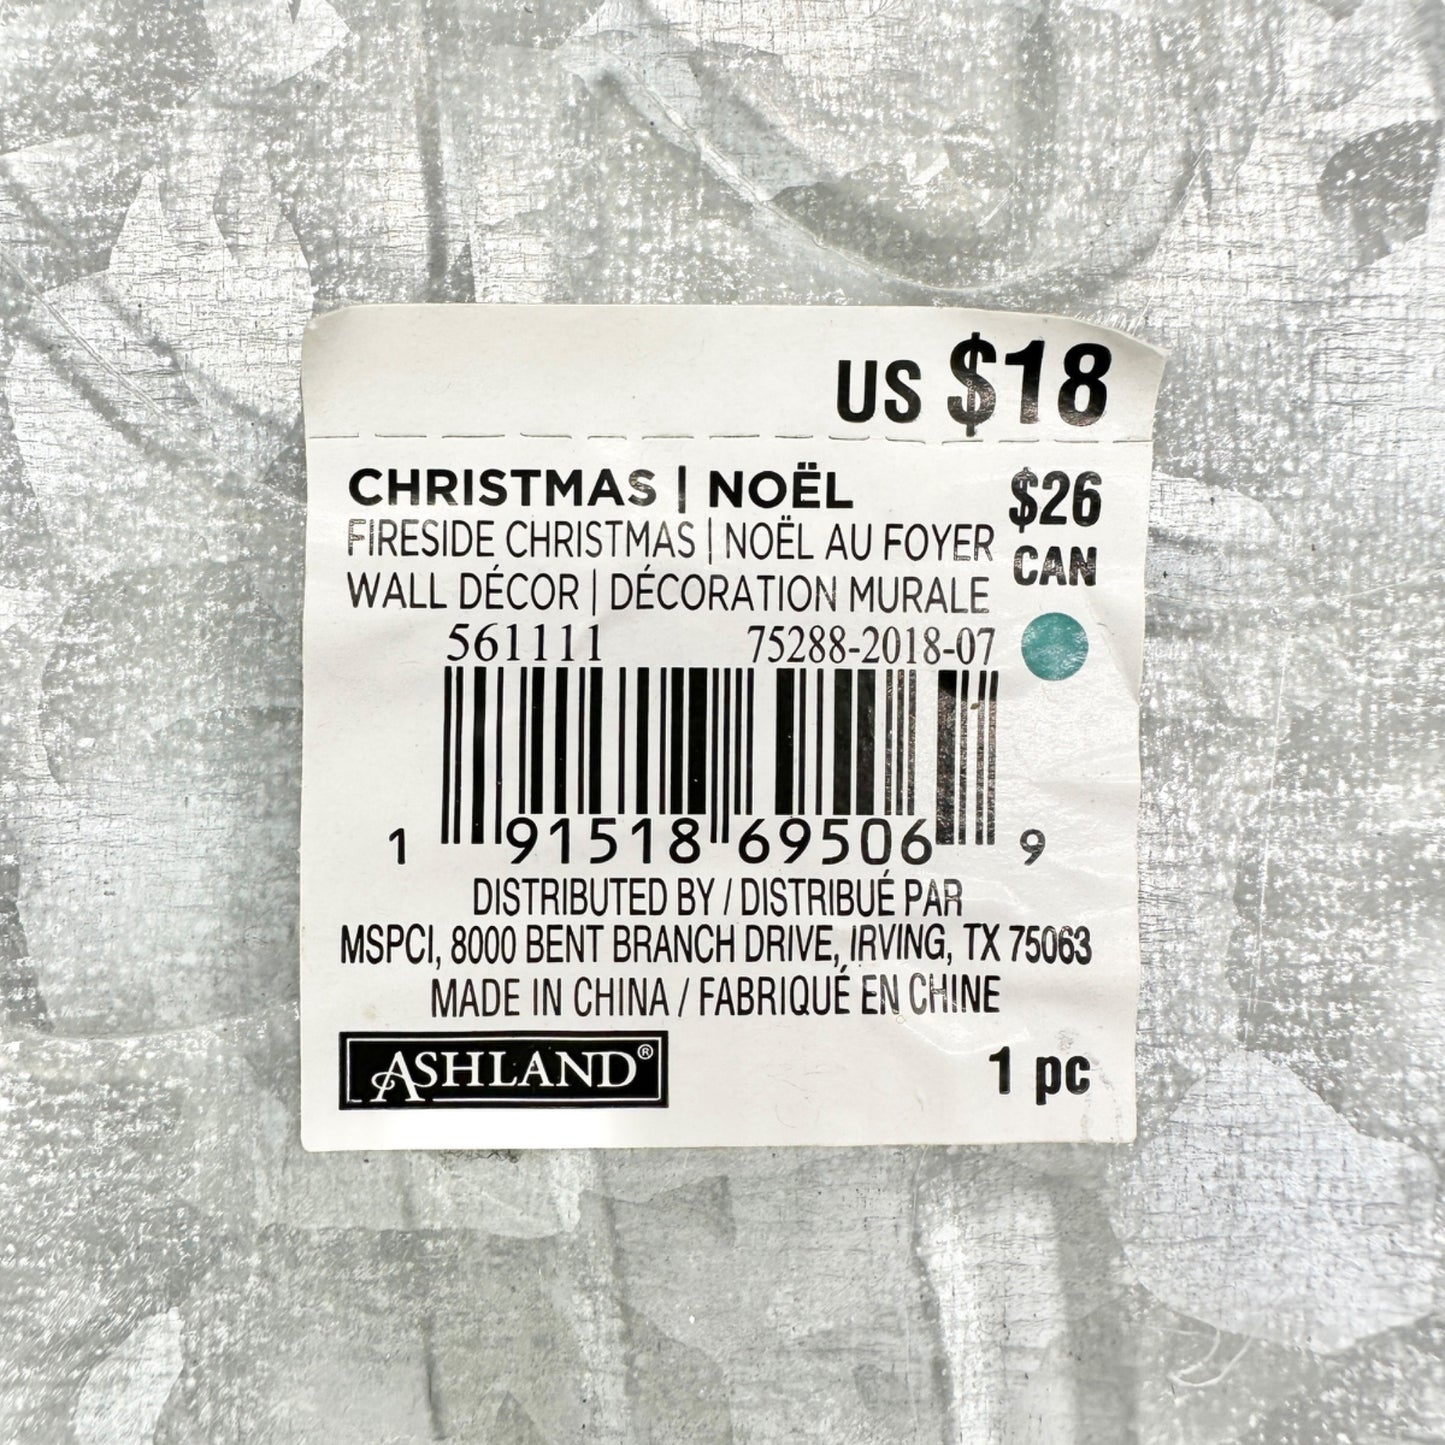 US $18
CHRISTMAS | NOËL
$26
CAN
FIRESIDE CHRISTMAS | NOËL AU FOYER
WALL DÉCOR | DÉCORATION MURALE
561111 75288-2018-07
1 91518 69506 9
DISTRIBUTED BY / DISTRIBUÉ PAR
MSPCI, 8000 BENT BRANCH DRIVE, IRVING, TX 75063
MADE IN CHINA / FABRIQUÉ EN CHINE
ASHLAND®
1 pc